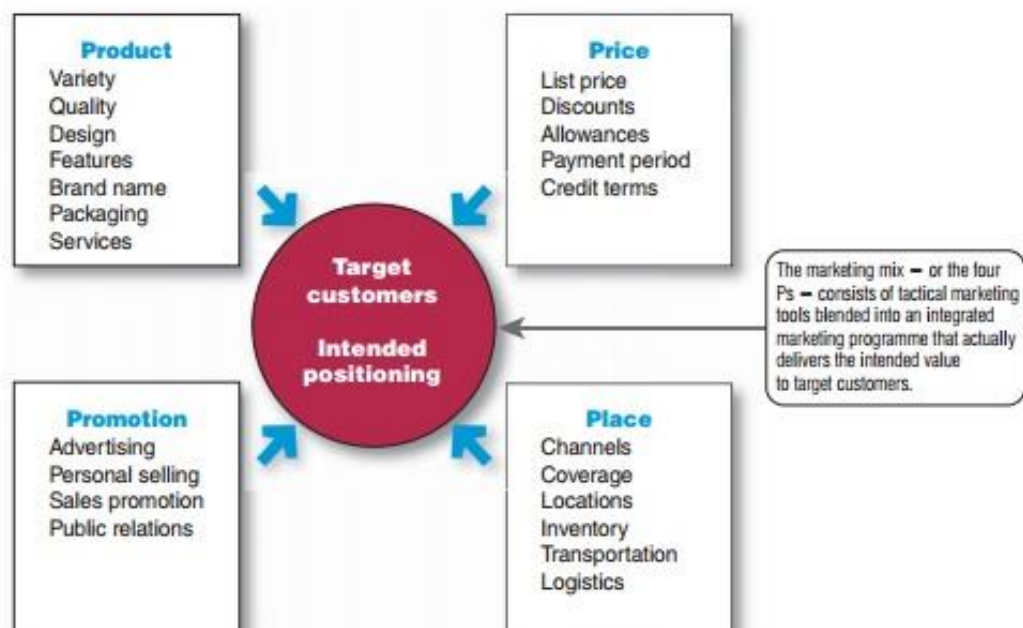 Product
Variety
Quality
Design
Features
Brand name
Packaging
Services
Price
List price
Discounts
Allowances
Payment period
Credit terms
Target
customers
Intended
positioning
The marketing mix – or the four
Ps – consists of tactical marketing
tools blended into an integrated
marketing programme that actually
delivers the intended value
to target customers.
Promotion
Advertising
Personal selling
Sales promotion
Public relations
Place
Channels
Coverage
Locations
Inventory
Transportation
Logistics